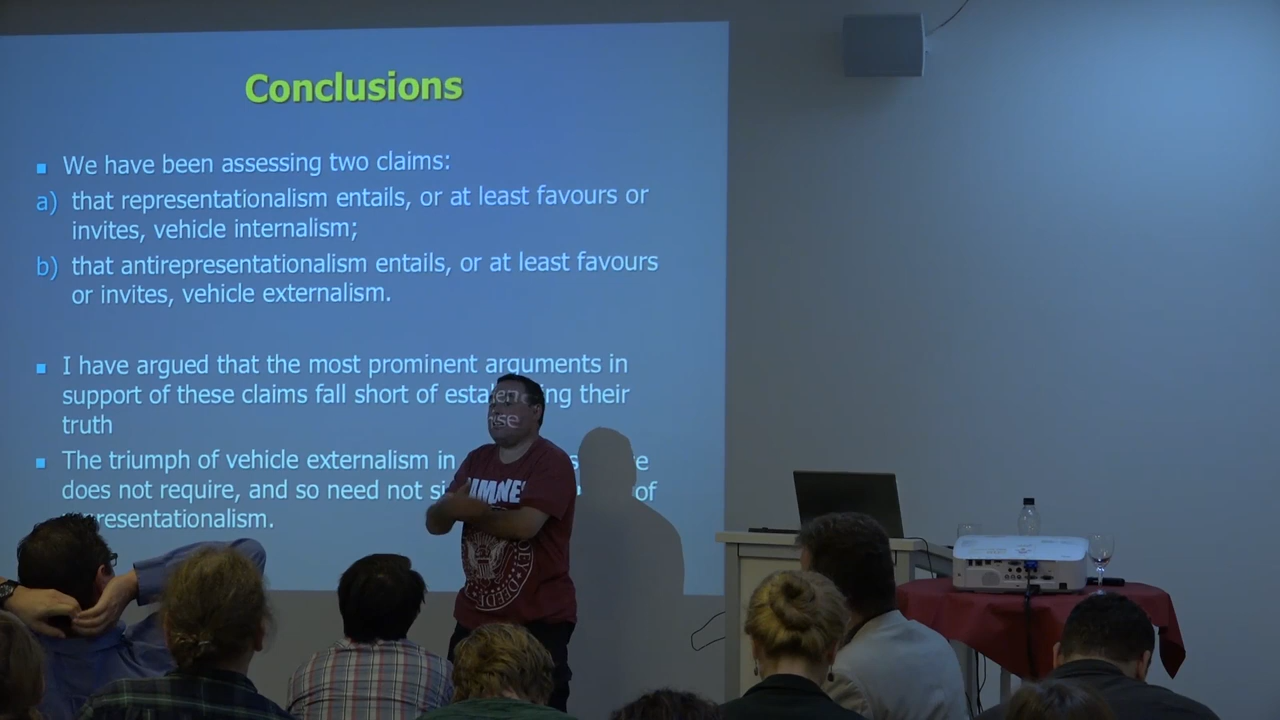 Conclusions
▪ We have been assessing two claims:
a) that representationalism entails, or at least favours or
invites, vehicle internalism;
b) that antirepresentationalism entails, or at least favours
or invites, vehicle externalism.
▪ I have argued that the most prominent arguments in
support of these claims fall short of their
truth
▪ The triumph of vehicle externalism in
does not require, and so need not of